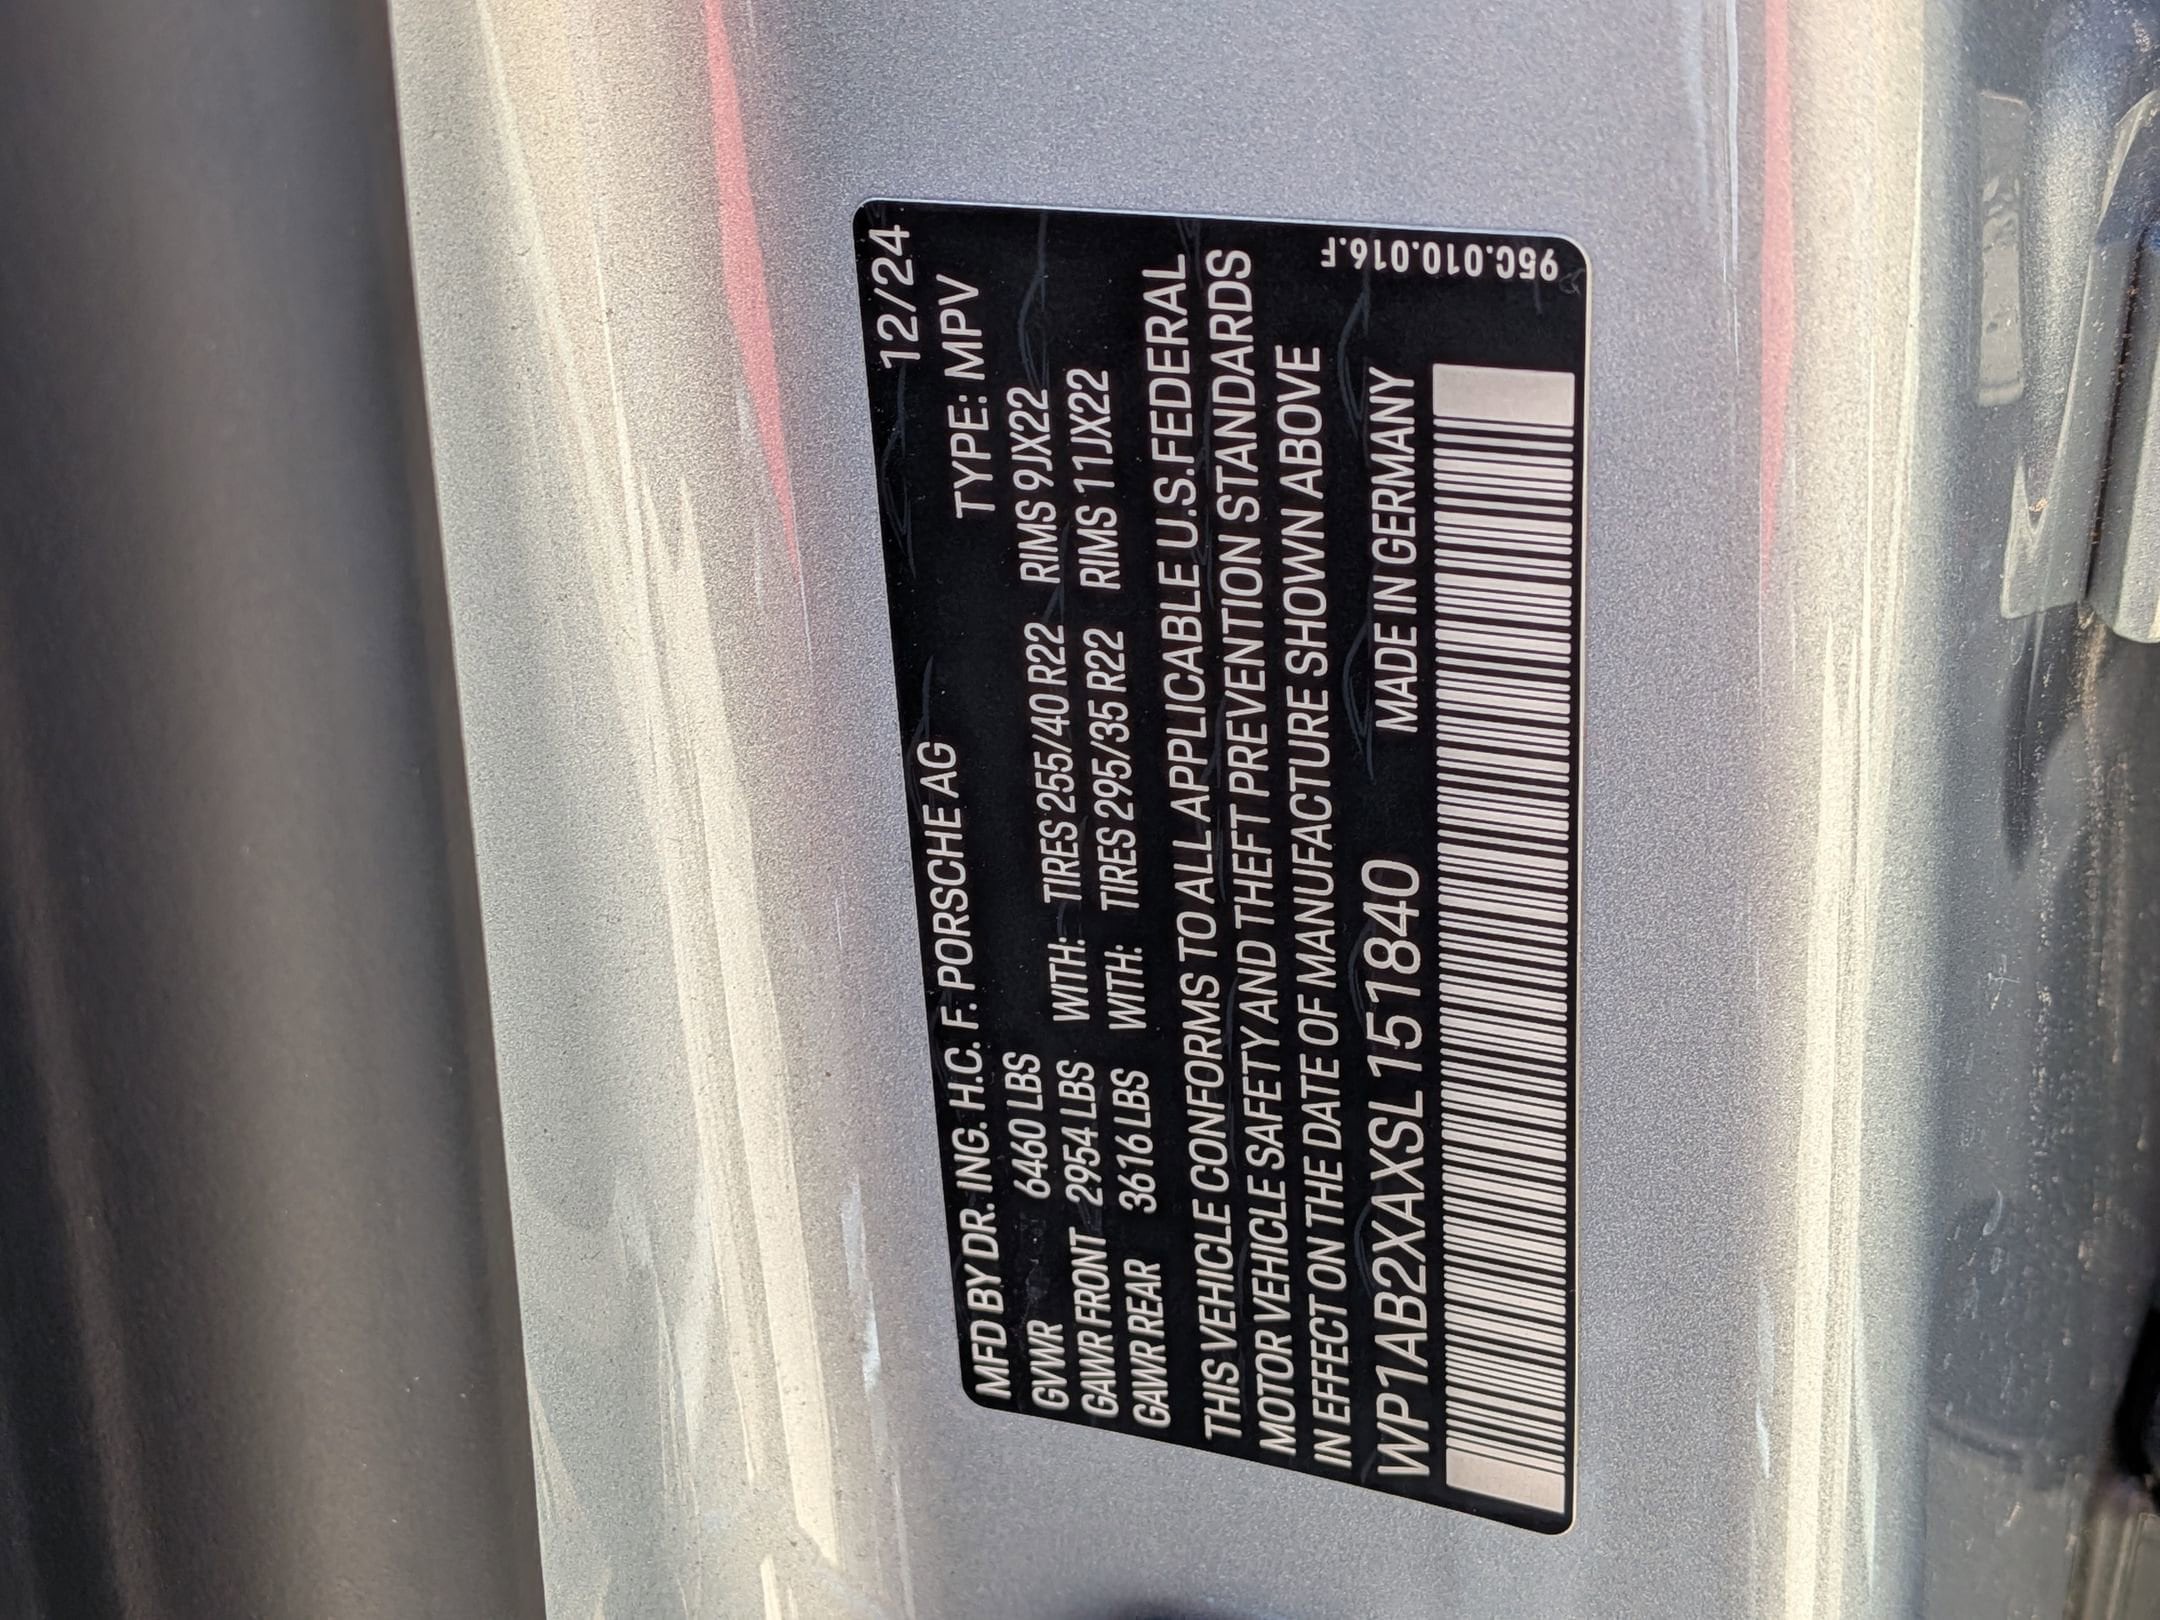 12/24
MFD BY DR. ING. H.C. F. PORSCHE AG TYPE: MPV
GVWR 6460 LBS
GAWR FRONT 2954 LBS WITH: TIRES 255/40 R22 RIMS 9JX22
GAWR REAR 3616 LBS WITH: TIRES 295/35 R22 RIMS 11JX22
THIS VEHICLE CONFORMS TO ALL APPLICABLE U.S. FEDERAL
MOTOR VEHICLE SAFETY AND THEFT PREVENTION STANDARDS
IN EFFECT ON THE DATE OF MANUFACTURE SHOWN ABOVE
WP1AB2XAXSL151840 MADE IN GERMANY
95C.010.016.F